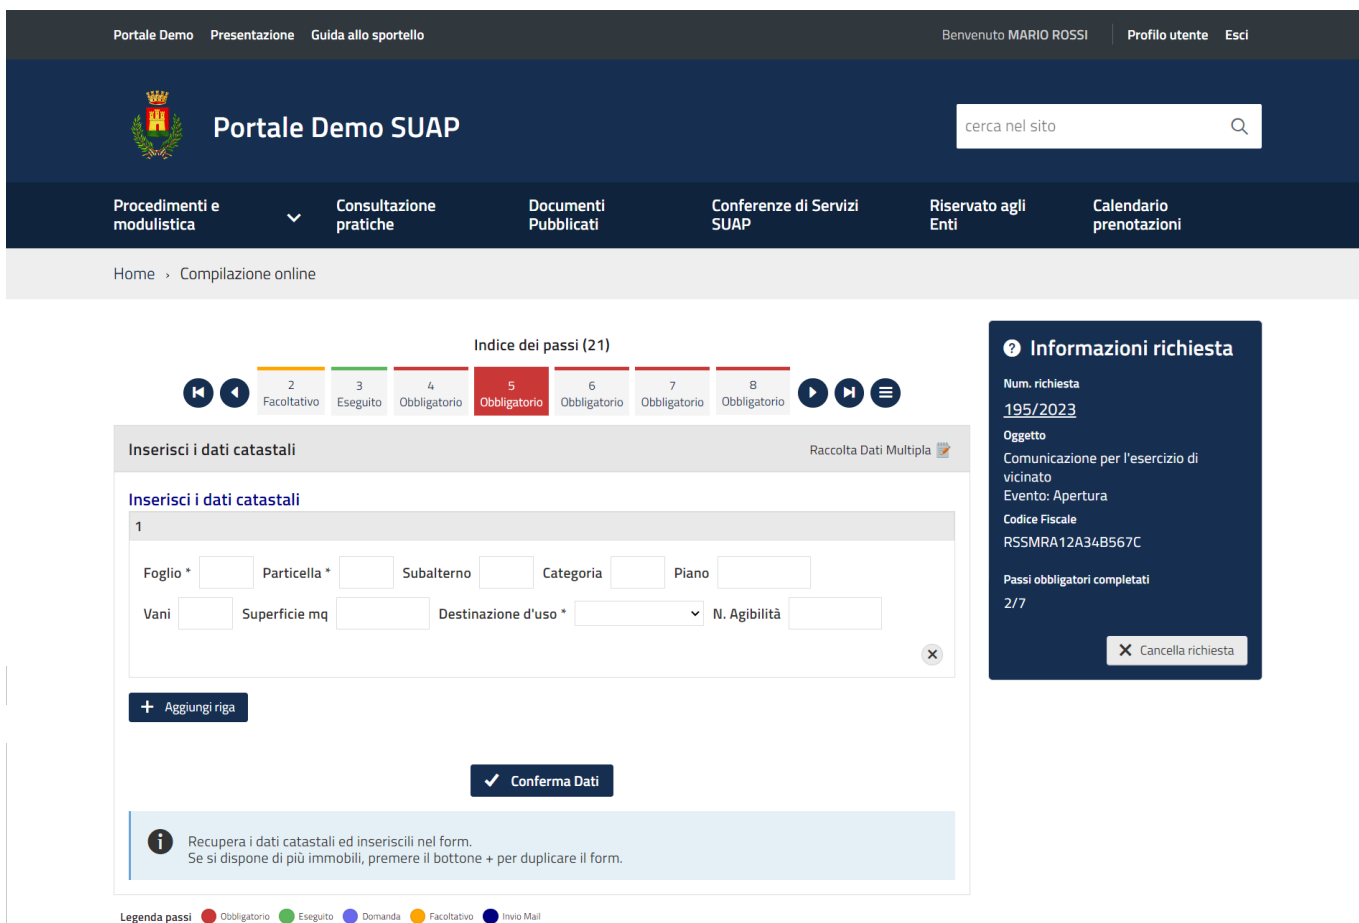 Portale Demo Presentazione Guida allo sportello Benvenuto MARIO ROSSI Profilo utente Esci
Portale Demo SUAP
cerca nel sito
Procedimenti e modulistica
Consultazione pratiche
Documenti Pubblicati
Conferenze di Servizi SUAP
Riservato agli Enti
Calendario prenotazioni
Home › Compilazione online
Indice dei passi (21)
2 Facoltativo
3 Eseguito
4 Obbligatorio
5 Obbligatorio
6 Obbligatorio
7 Obbligatorio
8 Obbligatorio
Inserisci i dati catastali Raccolta Dati Multipla
Inserisci i dati catastali
1
Foglio * Particella * Subalterno Categoria Piano
Vani Superficie mq Destinazione d'uso * N. Agibilità
+ Aggiungi riga
Conferma Dati
Recupera i dati catastali ed inseriscili nel form.
Se si dispone di più immobili, premere il bottone + per duplicare il form.
Legenda passi Obbligatorio Eseguito Domanda Facoltativo Invio Mail
Informazioni richiesta
Num. richiesta
195/2023
Oggetto
Comunicazione per l'esercizio di
vicinato
Evento: Apertura
Codice Fiscale
RSSMRA12A34B567C
Passi obbligatori completati
2/7
Cancella richiesta